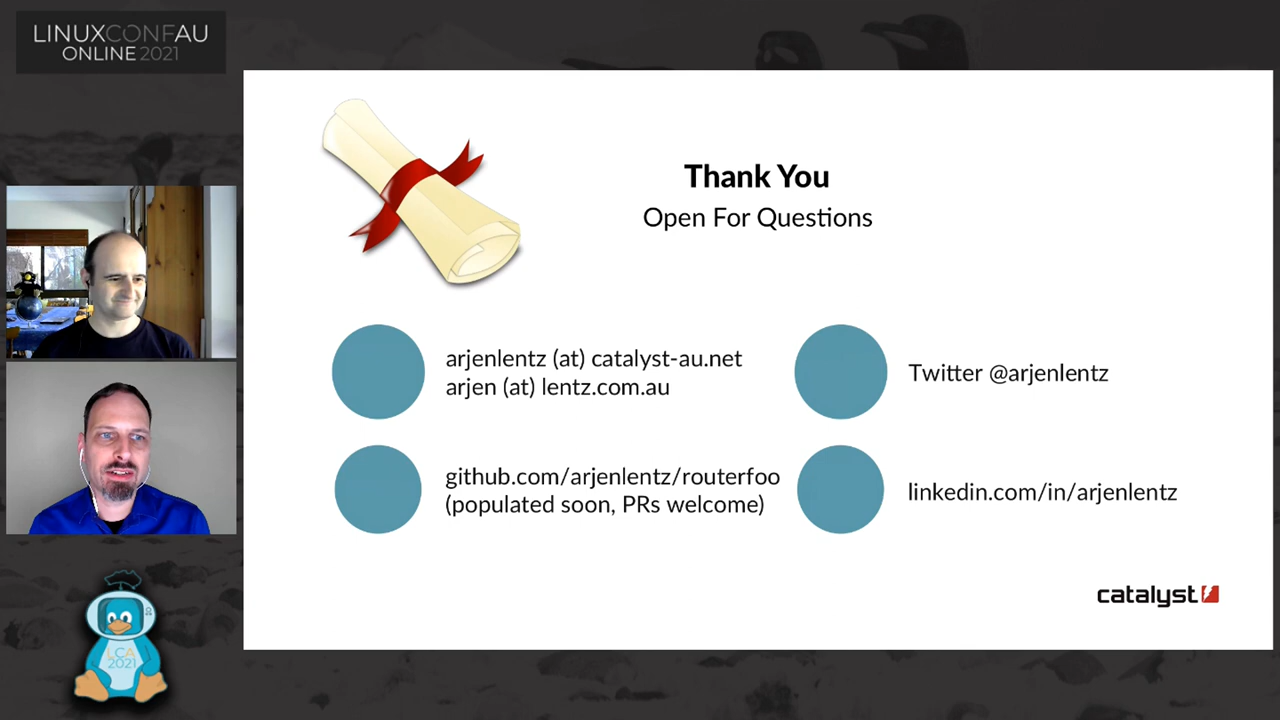 LINUXCONFAU
ONLINE 2021
Thank You
Open For Questions
arjenlentz (at) catalyst-au.net
arjen (at) lentz.com.au
Twitter @arjenlentz
github.com/arjenlentz/routerfoo
(populated soon, PRs welcome)
linkedin.com/in/arjenlentz
catalyst
LCA
2021